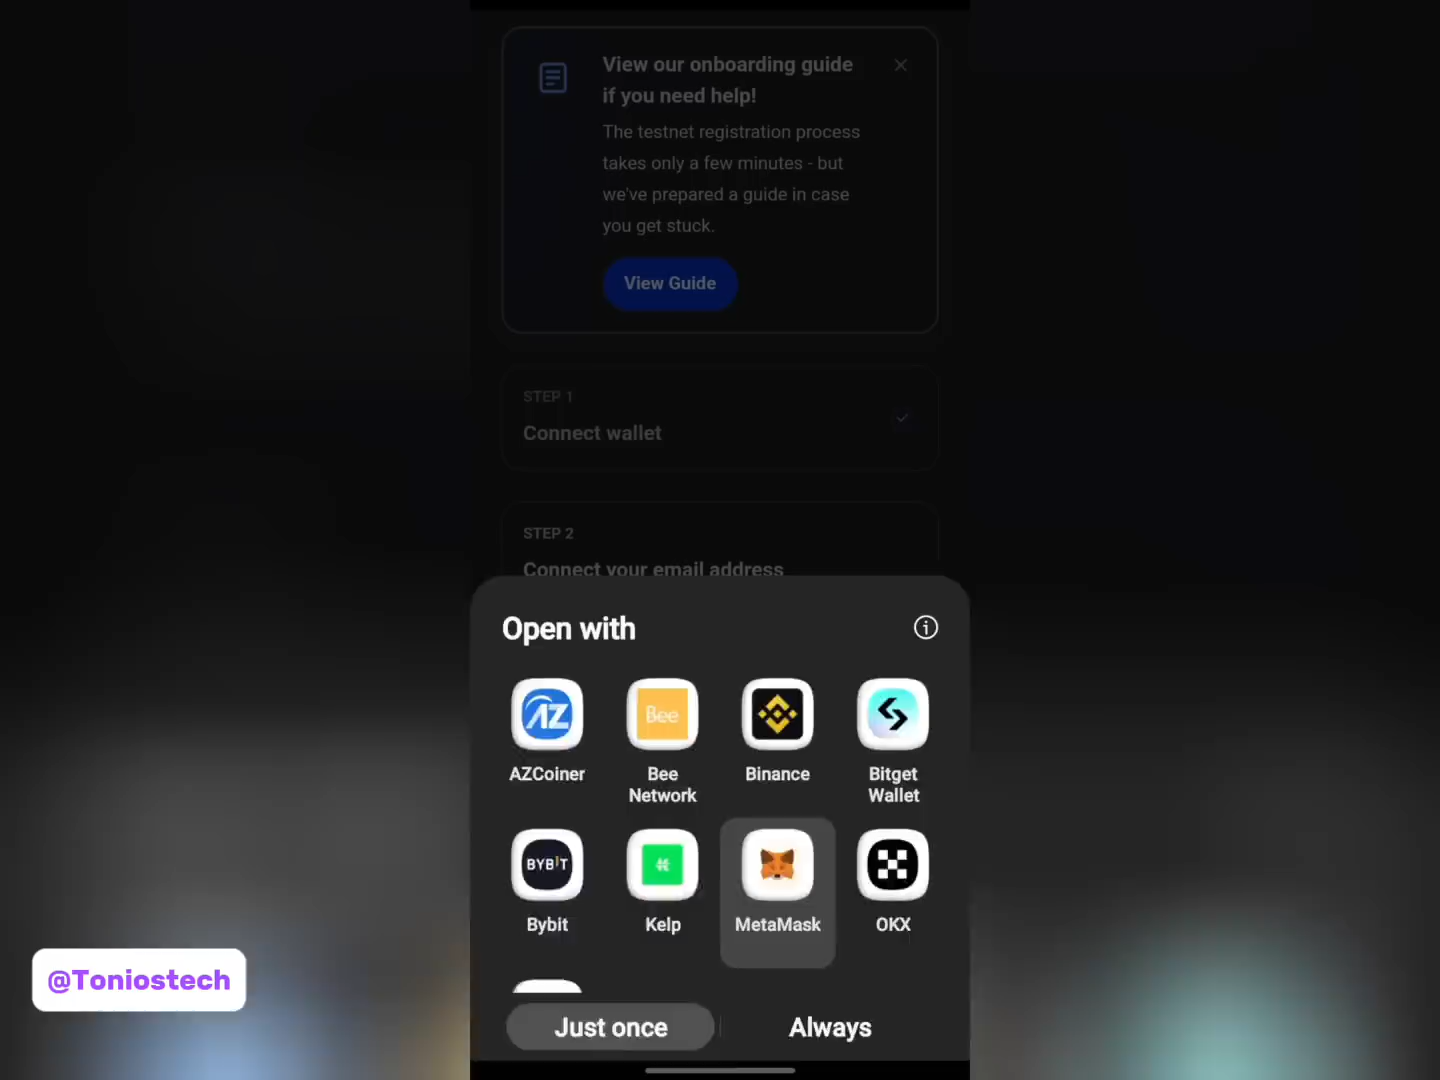 View our onboarding guide
if you need help!
The testnet registration process
takes only a few minutes - but
we've prepared a guide in case
you get stuck.
View Guide
STEP 1
Connect wallet
STEP 2
Connect your email address
Open with
AZ
Bee
AZCoiner
Bee
Network
Binance
Bitget
Wallet
BYBIT
Bybit
Kelp
MetaMask
OKX
@Toniostech
Just once
Always